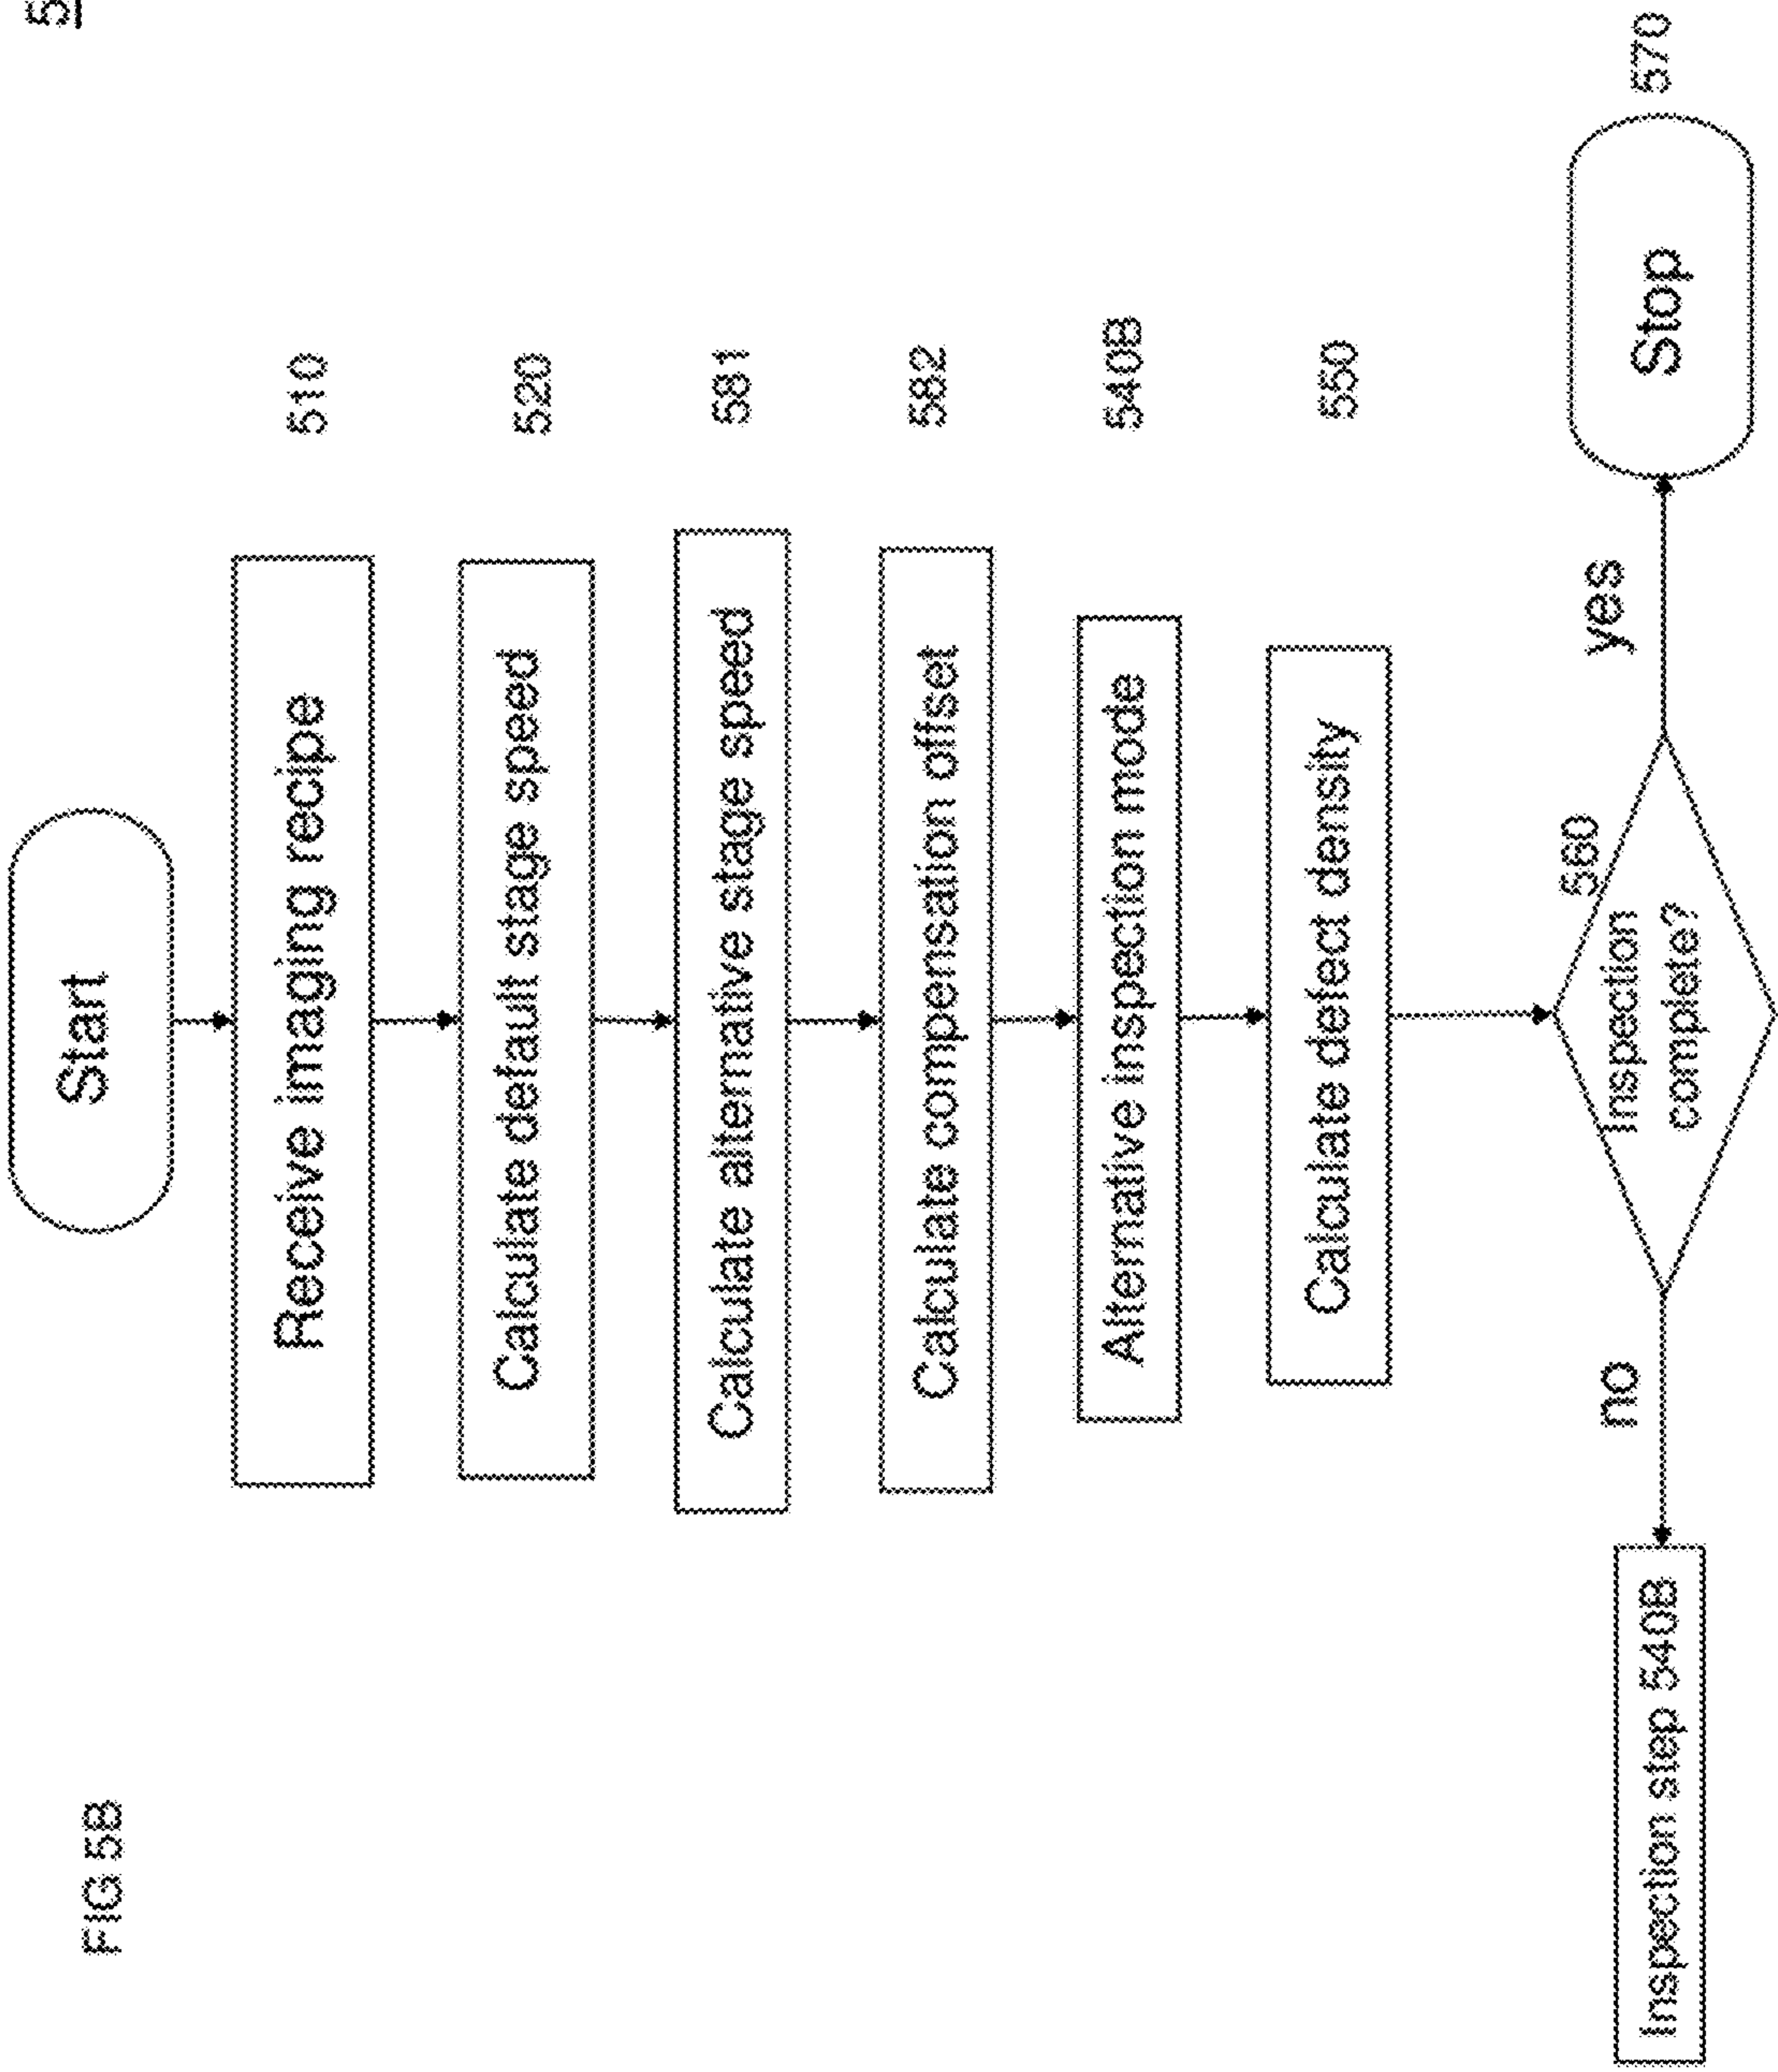 FIG 5B
Start
Receive imaging recipe
510
Calculate default stage speed
520
Calculate alternative stage speed
581
Calculate compensation offset
582
Alternative inspection mode
540B
Calculate defect density
550
560
Inspection
complete?
no
yes
Inspection step 540B
Stop
570